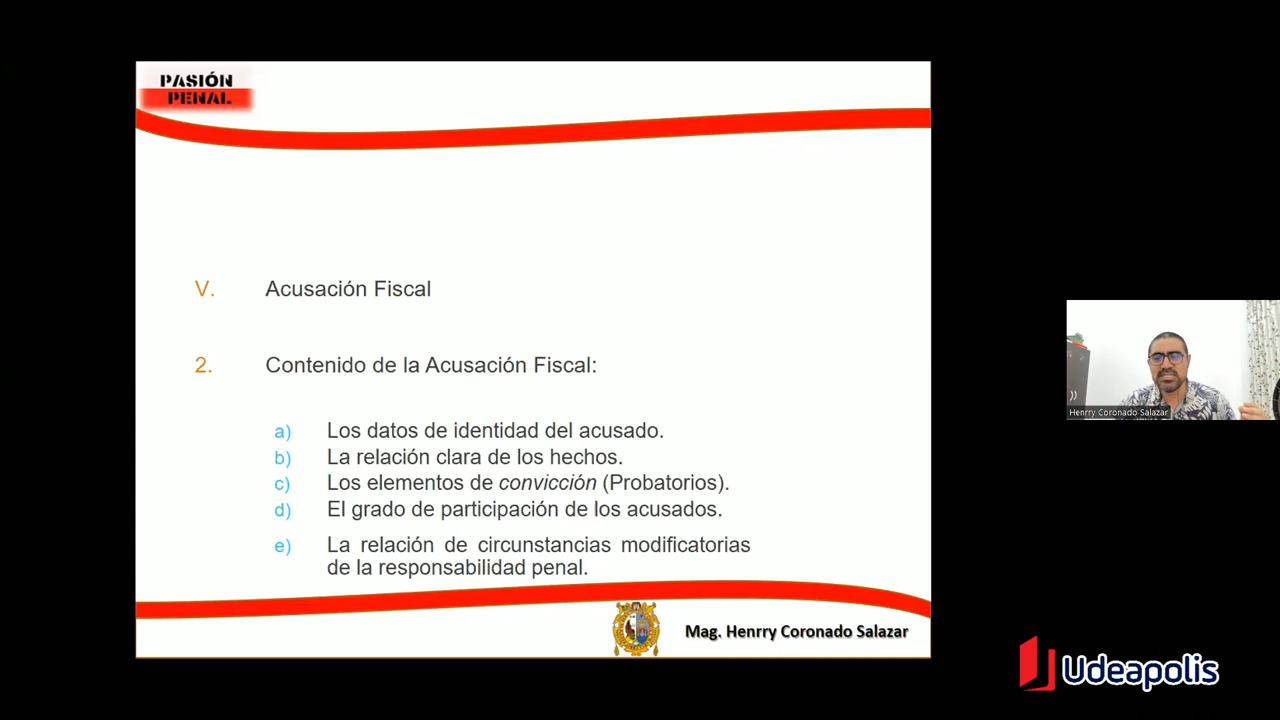 PASIÓN
PENAL
V. Acusación Fiscal
2. Contenido de la Acusación Fiscal:
a) Los datos de identidad del acusado.
b) La relación clara de los hechos.
c) Los elementos de convicción (Probatorios).
d) El grado de participación de los acusados.
e) La relación de circunstancias modificatorias
de la responsabilidad penal.
Mag. Henrry Coronado Salazar
Henrry Coronado Salazar
Udeapolis